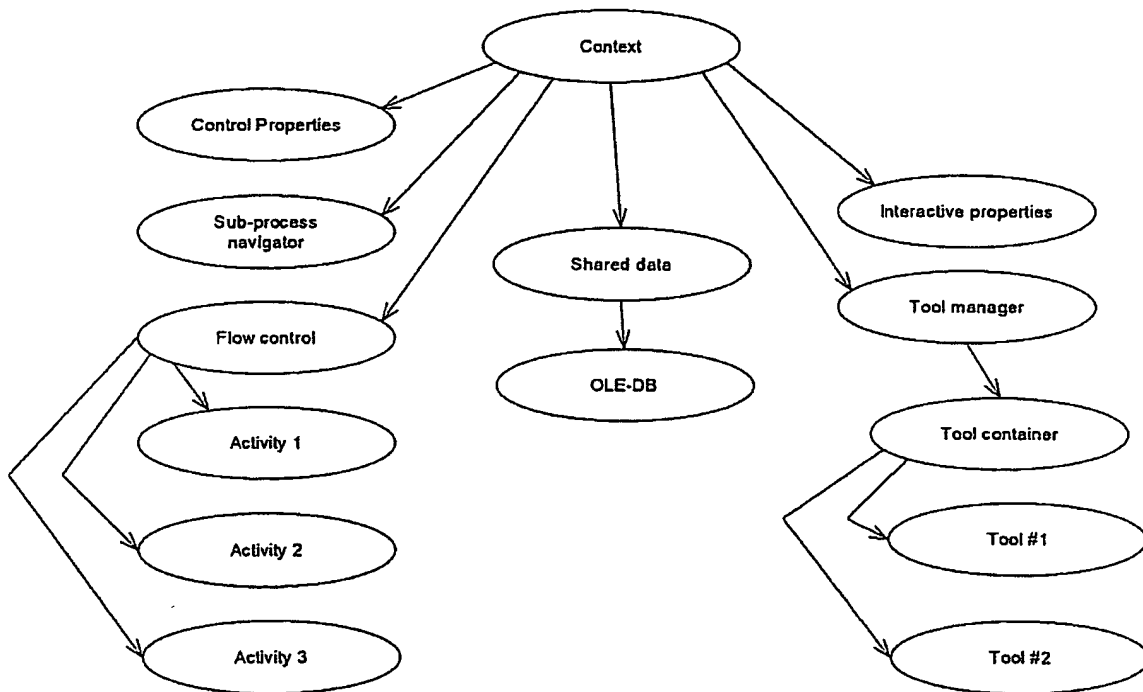 Context
Control Properties
Sub-process
navigator
Flow control
Activity 1
Activity 2
Activity 3
Shared data
OLE-DB
Interactive properties
Tool manager
Tool container
Tool #1
Tool #2